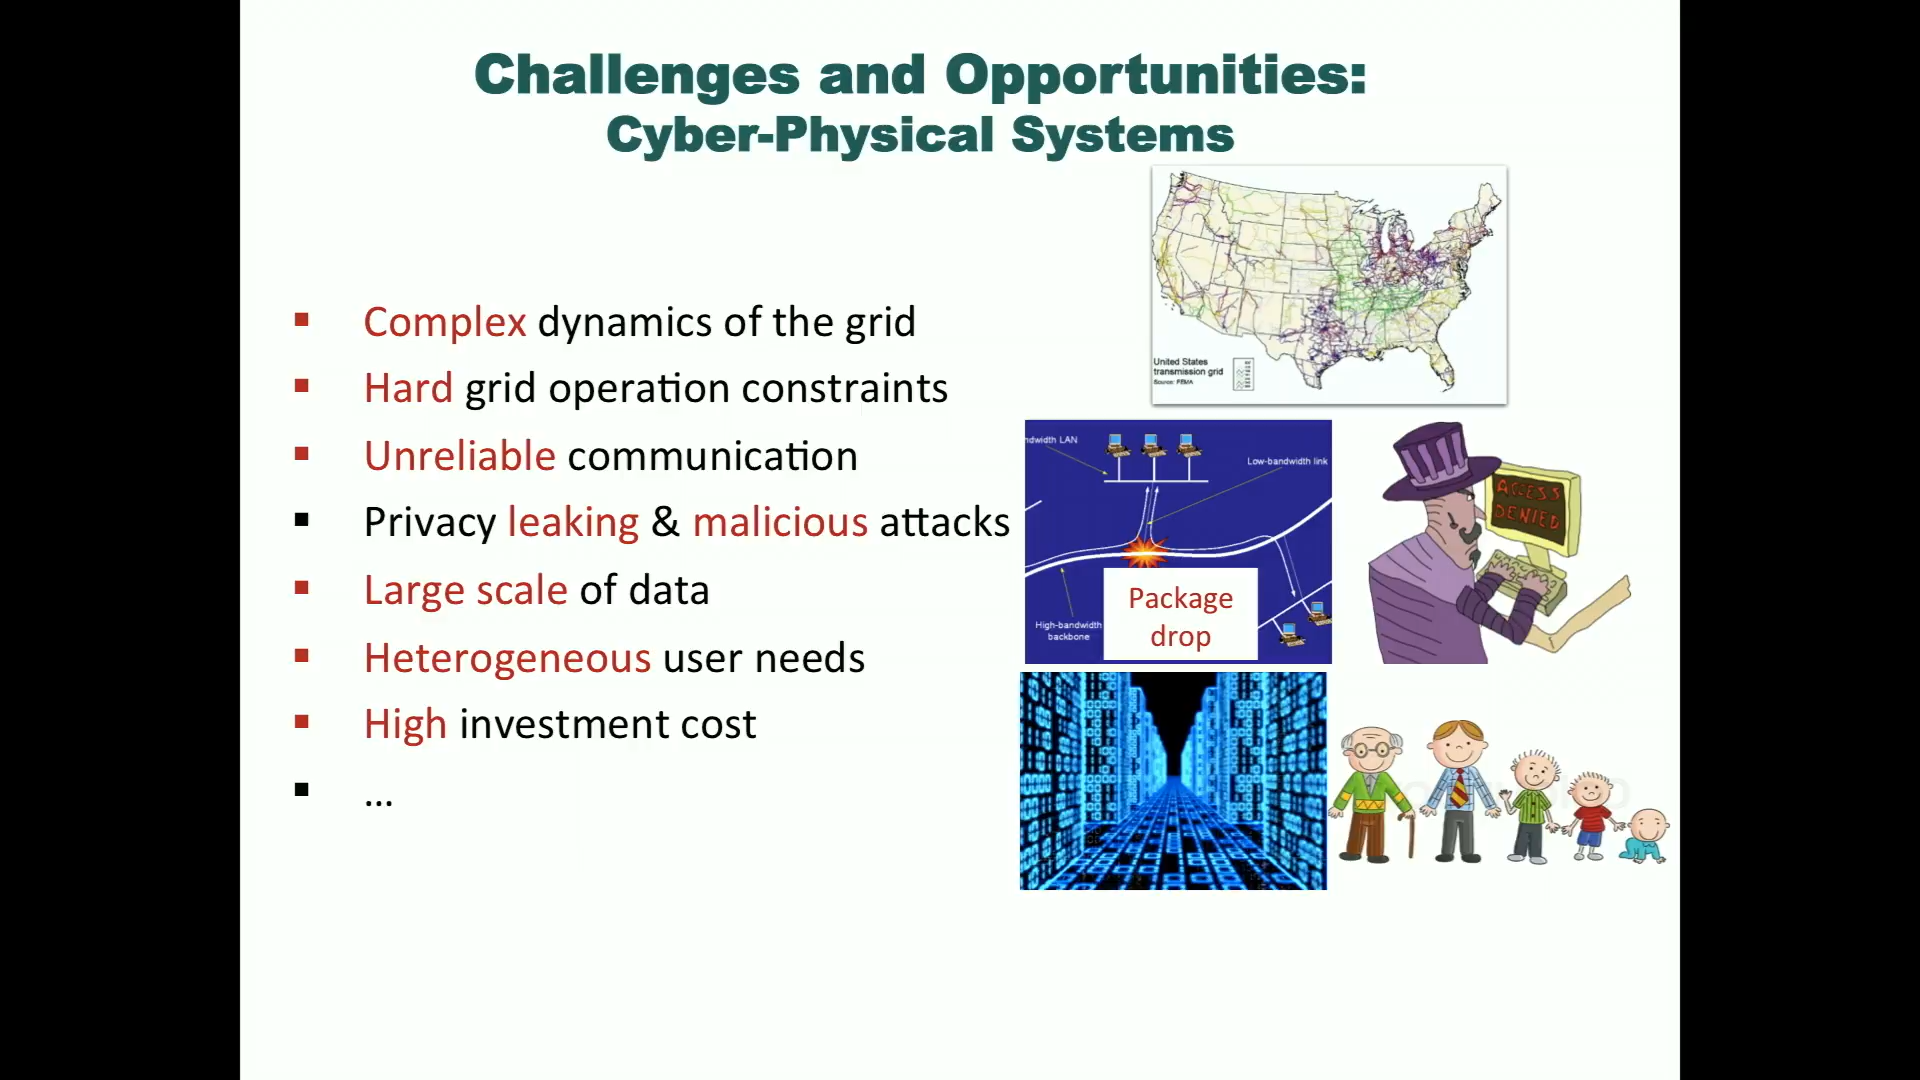 Challenges and Opportunities:
Cyber-Physical Systems
▪ Complex dynamics of the grid
▪ Hard grid operation constraints
▪ Unreliable communication
▪ Privacy leaking & malicious attacks
▪ Large scale of data
▪ Heterogeneous user needs
▪ High investment cost
▪ ...
United States
transmission grid
Source: FEMA
ndwidth LAN
Low-bandwidth link
High-bandwidth
backbone
Package
drop
ACCESS
DENIED